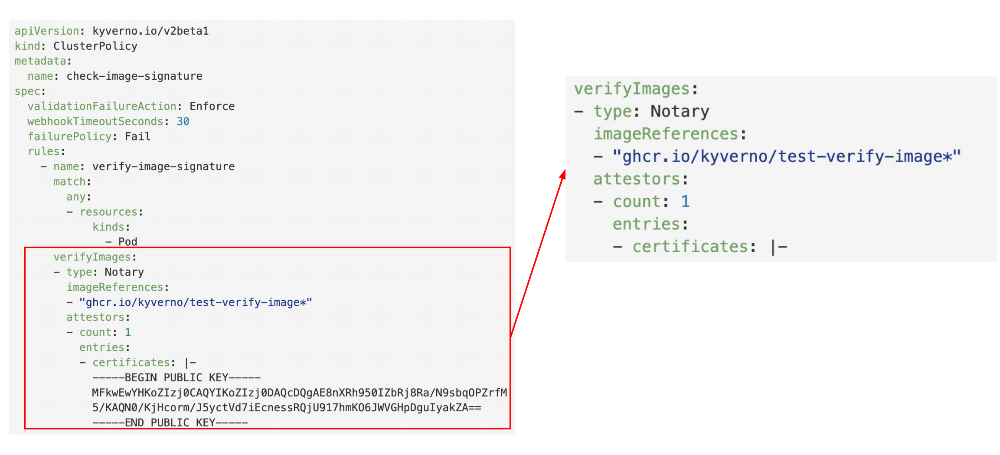 apiVersion: kyverno.io/v2beta1
kind: ClusterPolicy
metadata:
  name: check-image-signature
spec:
  validationFailureAction: Enforce
  webhookTimeoutSeconds: 30
  failurePolicy: Fail
  rules:
    - name: verify-image-signature
      match:
        any:
        - resources:
            kinds:
              - Pod
      verifyImages:
      - type: Notary
        imageReferences:
        - "ghcr.io/kyverno/test-verify-image*"
        attestors:
        - count: 1
          entries:
          - certificates: |-
            -----BEGIN PUBLIC KEY-----
            MFkwEwYHKoZIzj0CAQYIKoZIzj0DAQcDQgAE8nXRh950IZbRj8Ra/N9sbqOPZrfM
            5/KAQN0/KjHcorm/J5yctVd7iEcnessRQjU917hmKO6JWVGHpDguIyakZA==
            -----END PUBLIC KEY-----
verifyImages:
- type: Notary
  imageReferences:
  - "ghcr.io/kyverno/test-verify-image*"
  attestors:
  - count: 1
    entries:
    - certificates: |-